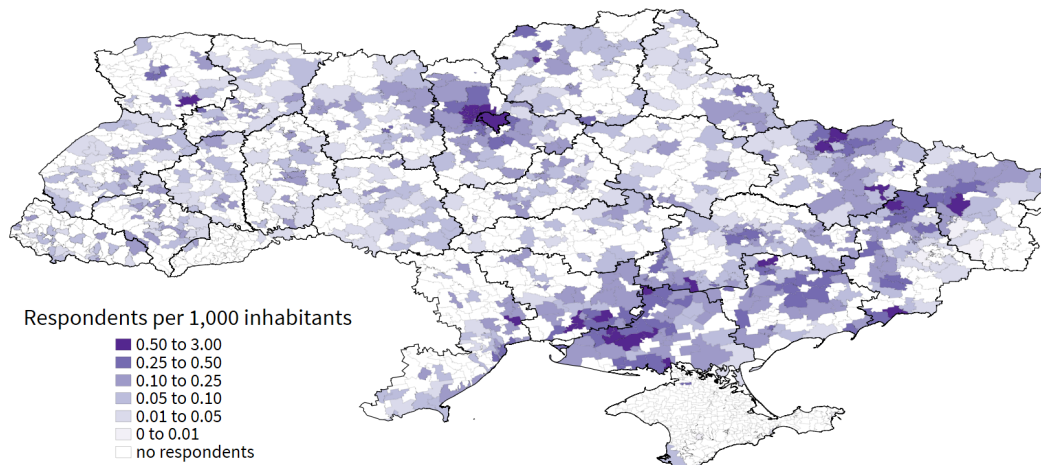 Respondents per 1,000 inhabitants
0.50 to 3.00
0.25 to 0.50
0.10 to 0.25
0.05 to 0.10
0.01 to 0.05
0 to 0.01
no respondents